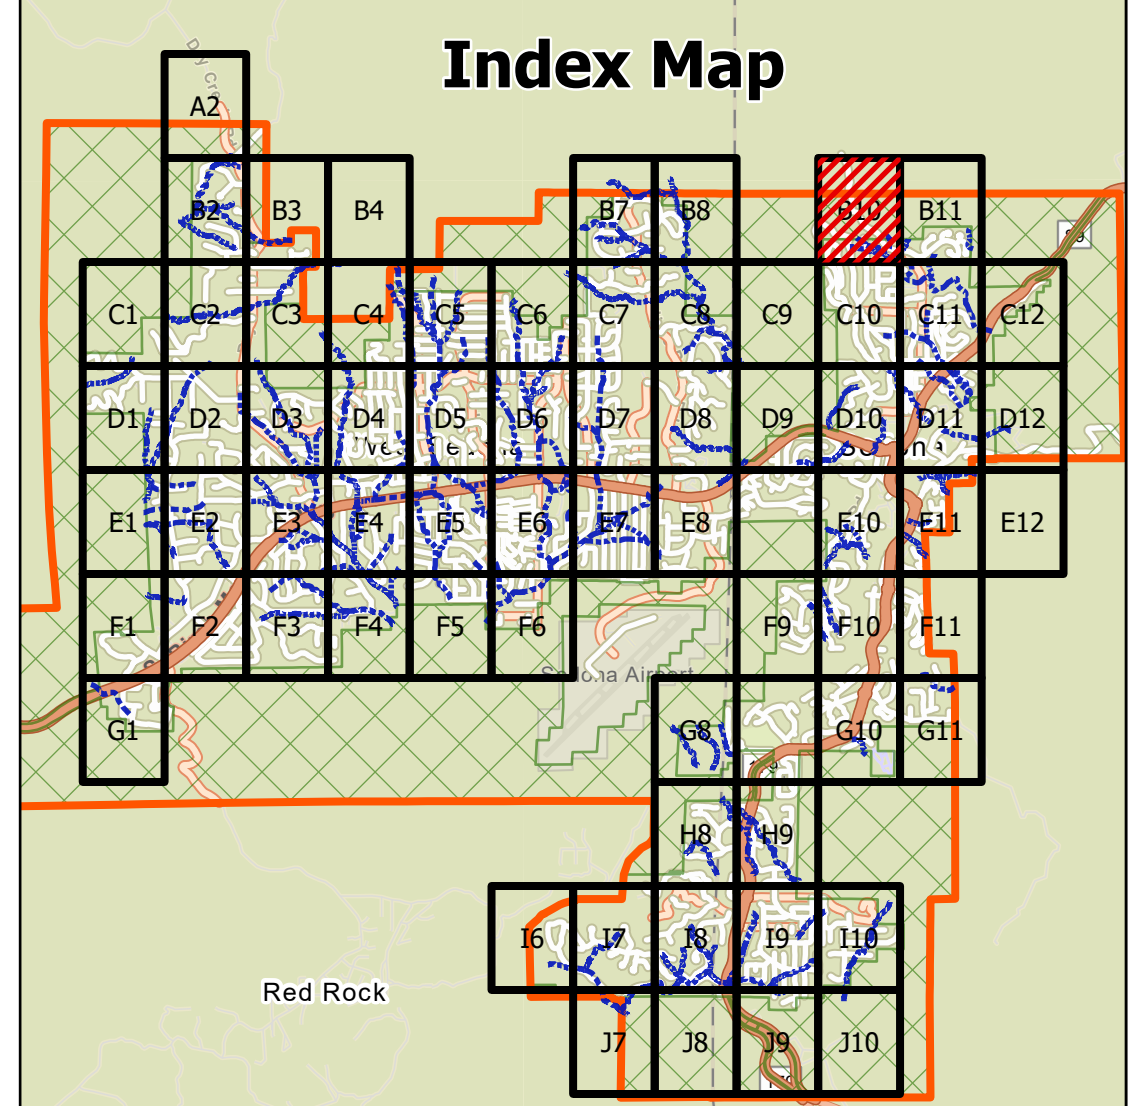 Index Map
A2
B2 B3 B4 B7 B8 B10 B11
C1 C2 C3 C4 C5 C6 C7 C8 C9 C10 C11 C12
D1 D2 D3 D4 D5 D6 D7 D8 D9 D10 D11 D12
E1 E2 E3 E4 E5 E6 E7 E8 E10 E11 E12
F1 F2 F3 F4 F5 F6 F9 F10 F11
Airport
G1 G8 G10 G11
H8 H9
I6 I7 I8 I9 I10
Red Rock
J7 J8 J9 J10